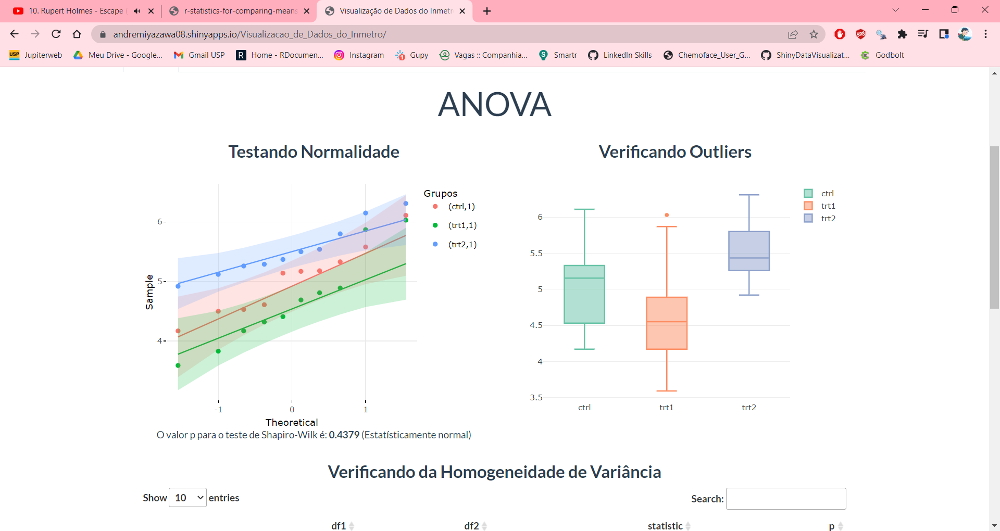 10. Rupert Holmes - Escape (
r-statistics-for-comparing-means
Visualização de Dados do Inmetr
andremiyazawa08.shinyapps.io/Visualizacao_de_Dados_do_Inmetro/
USP Jupiterweb
Meu Drive - Google...
Gmail USP
R Home - RDocumen...
Instagram
Gupy
Vagas :: Companhia...
S Smartr
LinkedIn Skills
Chemoface_User_G...
ShinyDataVisualizat...
Godbolt
ANOVA
Testando Normalidade
Verificando Outliers
Grupos
(ctrl,1)
(trt1,1)
(trt2,1)
6
5
4
Sample
-1 0 1
Theoretical
O valor p para o teste de Shapiro-Wilk é: 0.4379 (Estatísticamente normal)
6
5.5
5
4.5
4
3.5
ctrl trt1 trt2
ctrl
trt1
trt2
Verificando da Homogeneidade de Variância
Show 10 entries
Search:
df1 df2 statistic p